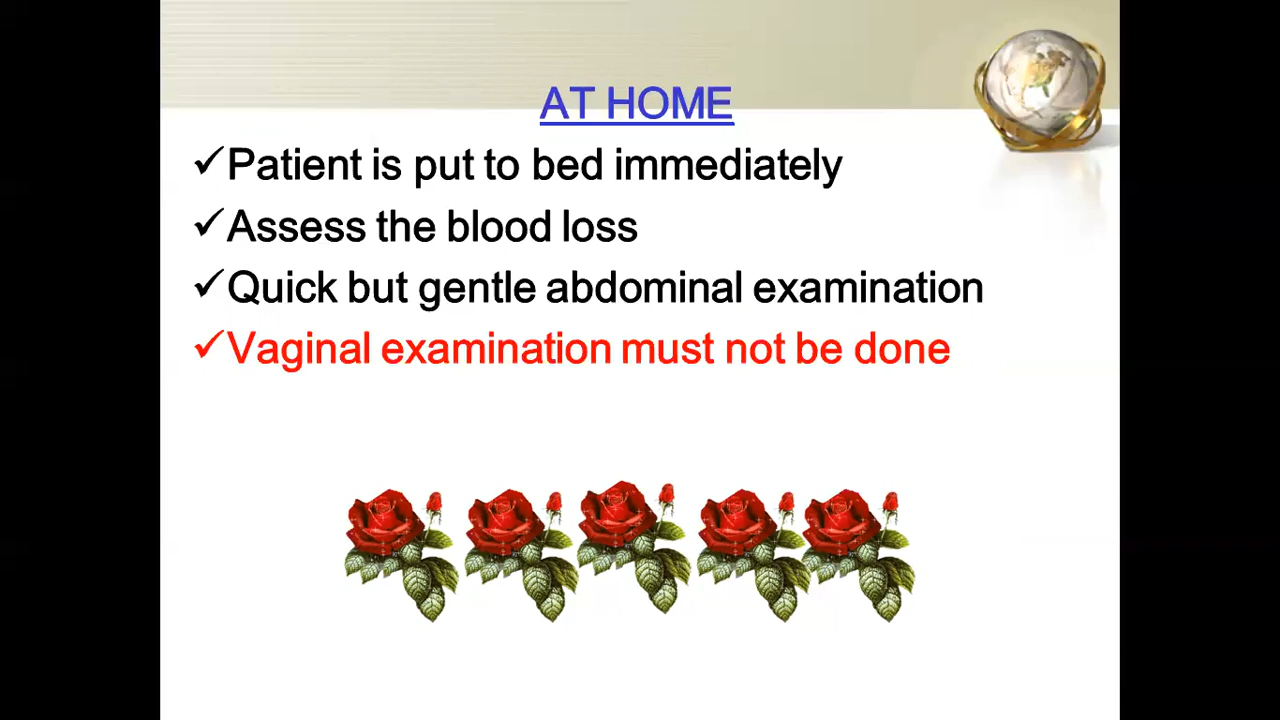 AT HOME
✓Patient is put to bed immediately
✓Assess the blood loss
✓Quick but gentle abdominal examination
✓Vaginal examination must not be done